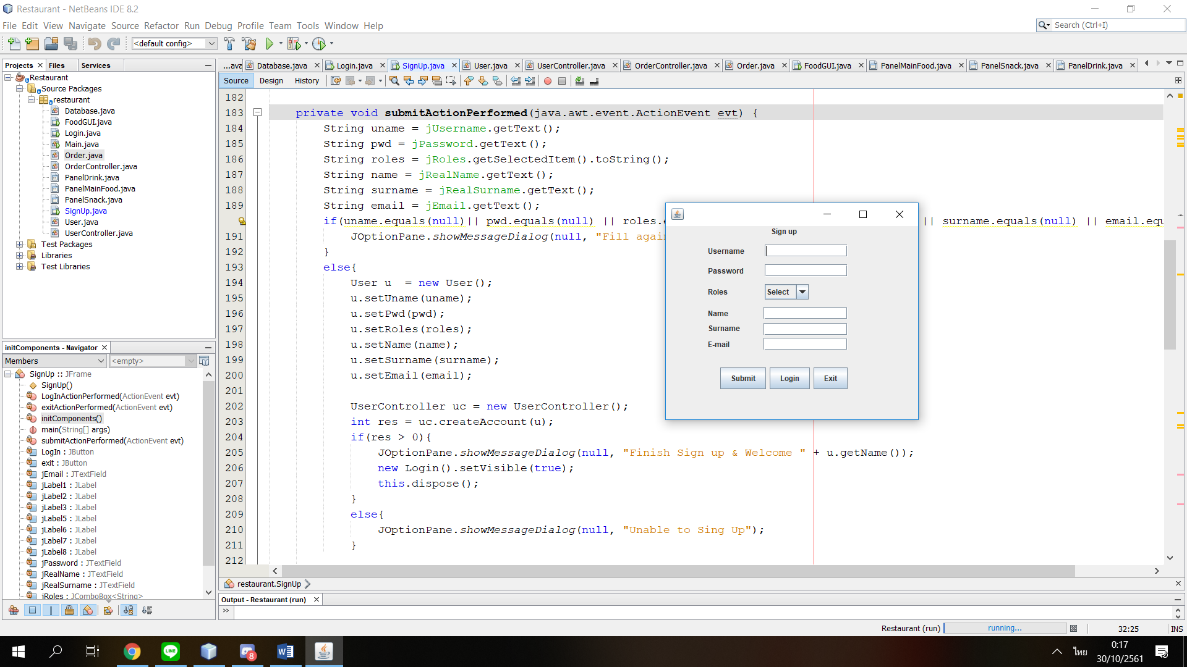 Restaurant - NetBeans IDE 8.2
File Edit View Navigate Source Refactor Run Debug Profile Team Tools Window Help
Search (Ctrl+I)
<default config>
Projects Files Services
...ava Database.java Login.java SignUp.java User.java UserController.java OrderController.java Order.java FoodGUI.java PanelMainFood.java PanelSnack.java PanelDrink.java
Source Design History
Restaurant
Source Packages
restaurant
Database.java
FoodGUI.java
Login.java
Main.java
Order.java
OrderController.java
PanelDrink.java
PanelMainFood.java
PanelSnack.java
SignUp.java
User.java
UserController.java
Test Packages
Libraries
Test Libraries
initComponents - Navigator
Members <empty>
SignUp :: JFrame
SignUp()
LogInActionPerformed(ActionEvent evt)
exitActionPerformed(ActionEvent evt)
initComponents()
main(String[] args)
submitActionPerformed(ActionEvent evt)
LogIn : JButton
exit : JButton
jEmail : JTextField
jLabel1 : JLabel
jLabel2 : JLabel
jLabel3 : JLabel
jLabel5 : JLabel
jLabel6 : JLabel
jLabel7 : JLabel
jLabel8 : JLabel
jPassword : JTextField
jRealName : JTextField
jRealSurname : JTextField
jRoles : JComboBox<String>
182
183 private void submitActionPerformed(java.awt.event.ActionEvent evt) {
184 String uname = jUsername.getText();
185 String pwd = jPassword.getText();
186 String roles = jRoles.getSelectedItem().toString();
187 String name = jRealName.getText();
188 String surname = jRealSurname.getText();
189 String email = jEmail.getText();
if(uname.equals(null)|| pwd.equals(null) || roles. || surname.equals(null) || email.equ
191 JOptionPane.showMessageDialog(null, "Fill again
192 }
193 else{
194 User u = new User();
195 u.setUname(uname);
196 u.setPwd(pwd);
197 u.setRoles(roles);
198 u.setName(name);
199 u.setSurname(surname);
200 u.setEmail(email);
201
202 UserController uc = new UserController();
203 int res = uc.createAccount(u);
204 if(res > 0){
205 JOptionPane.showMessageDialog(null, "Finish Sign up & Welcome " + u.getName());
206 new Login().setVisible(true);
207 this.dispose();
208 }
209 else{
210 JOptionPane.showMessageDialog(null, "Unable to Sing Up");
211 }
212
Sign up
Username
Password
Roles Select
Name
Surname
E-mail
Submit Login Exit
restaurant.SignUp
Output - Restaurant (run)
>>
Restaurant (run) running... 32:25 INS
8
ไทย
0:17
30/10/2561